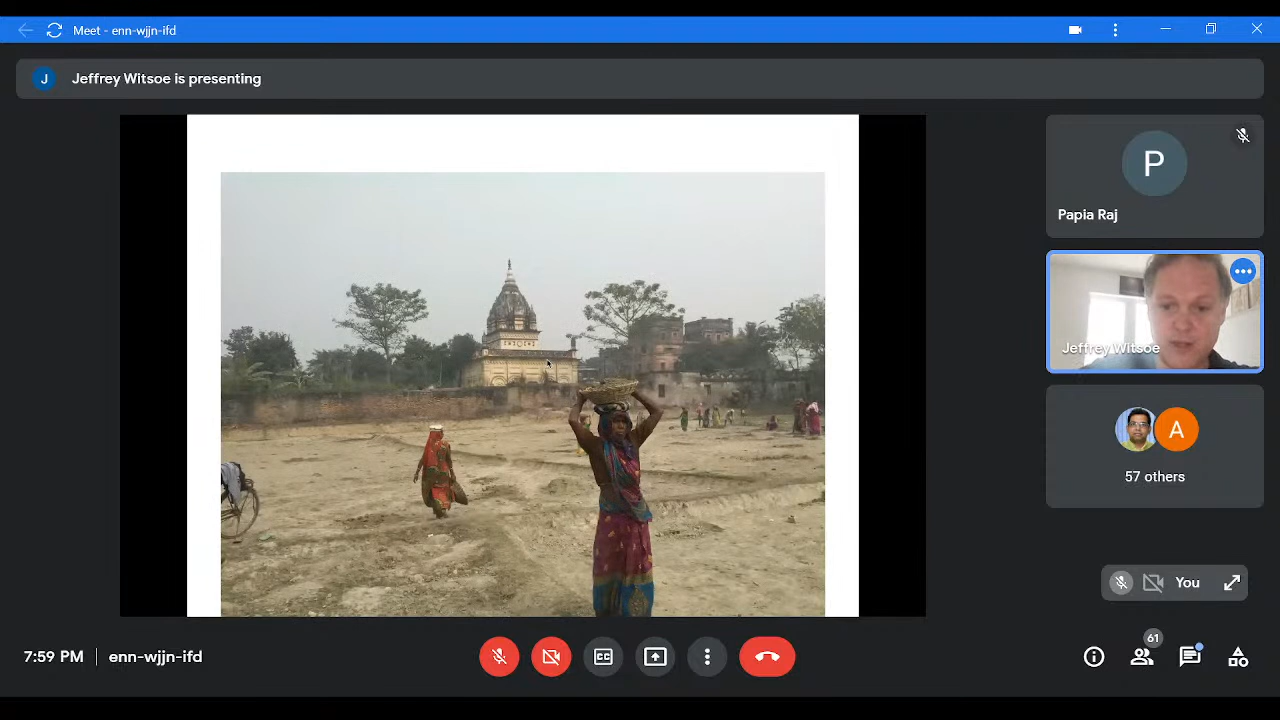 Meet - enn-wjjn-ifd
J
Jeffrey Witsoe is presenting
P
Papia Raj
Jeffrey Witsoe
A
57 others
You
7:59 PM
enn-wjjn-ifd
CC
61